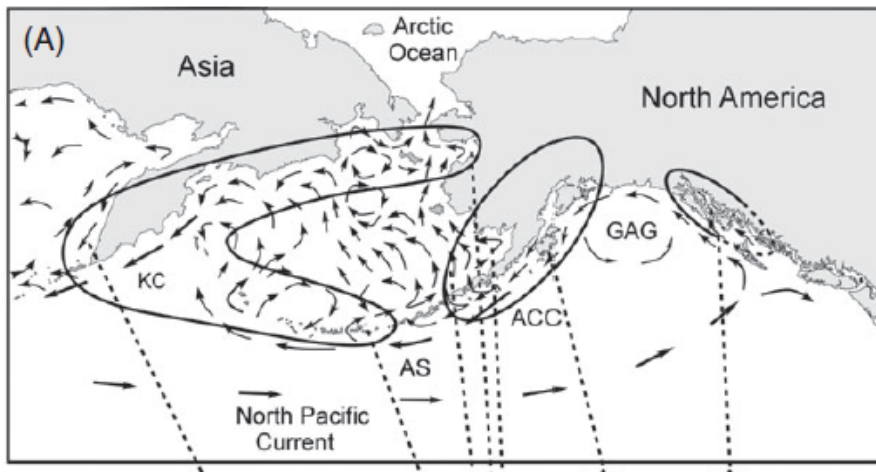 (A)
Arctic
Ocean
Asia
North America
GAG
KC
ACC
AS
North Pacific
Current